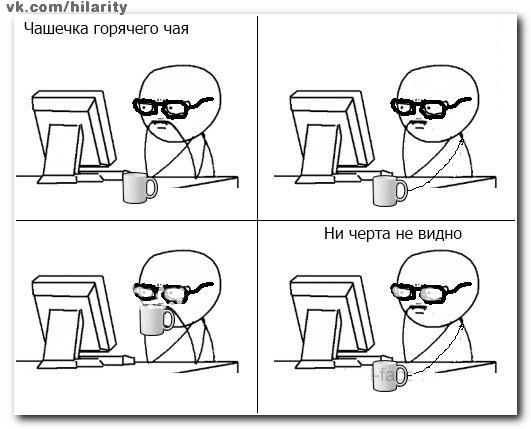 vk.com/hilarity
Чашечка горячего чая
Ни черта не видно